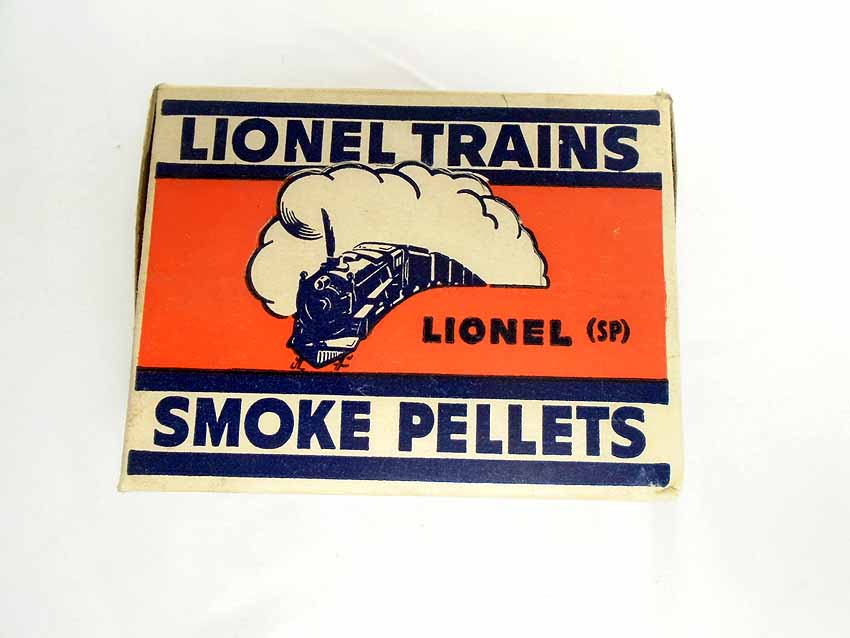 LIONEL TRAINS
LIONEL (SP)
SMOKE PELLETS